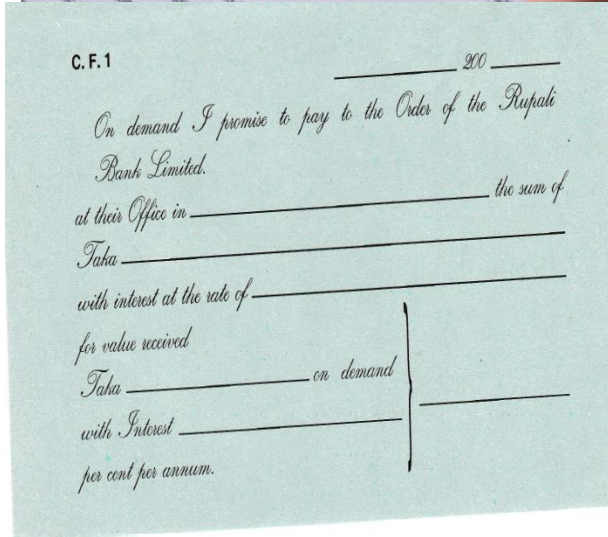 C. F. 1
200
On demand I promise to pay to the Order of the Rupali
Bank Limited.
at their Office in the sum of
Taka
with interest at the rate of
for value received
Taka on demand
with Interest
per cent per annum.